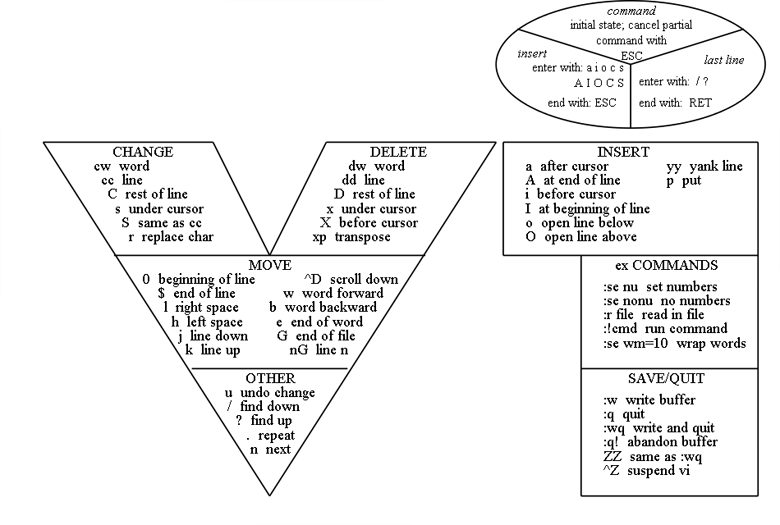 command
initial state; cancel partial
command with
ESC
insert
enter with: a i o c s
A I O C S
end with: ESC
last line
enter with: / ?
end with: RET
CHANGE
cw word
cc line
C rest of line
s under cursor
S same as cc
r replace char
DELETE
dw word
dd line
D rest of line
x under cursor
X before cursor
xp transpose
INSERT
a after cursor
A at end of line
i before cursor
I at beginning of line
o open line below
O open line above
yy yank line
p put
MOVE
0 beginning of line
$ end of line
l right space
h left space
j line down
k line up
^D scroll down
w word forward
b word backward
e end of word
G end of file
nG line n
ex COMMANDS
:se nu set numbers
:se nonu no numbers
:r file read in file
:!cmd run command
:se wm=10 wrap words
OTHER
u undo change
/ find down
? find up
. repeat
n next
SAVE/QUIT
:w write buffer
:q quit
:wq write and quit
:q! abandon buffer
ZZ same as :wq
^Z suspend vi